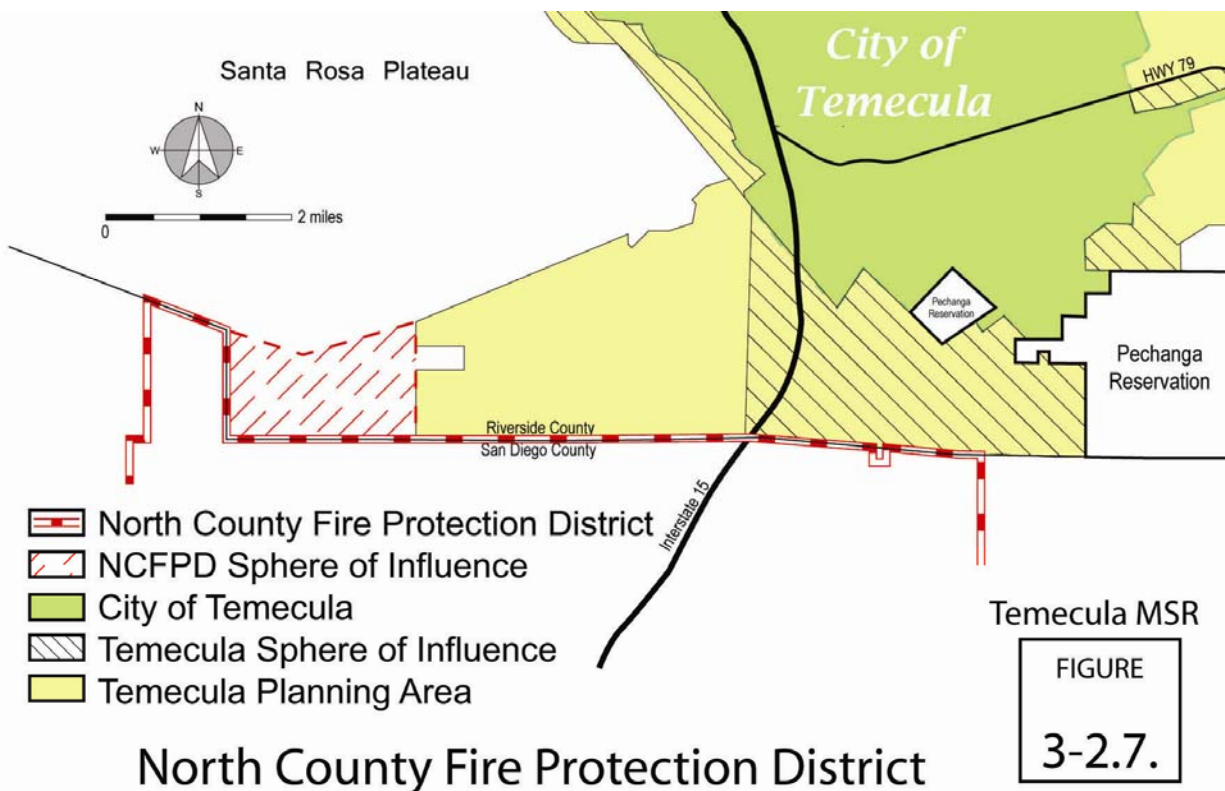 City of
Temecula
Santa Rosa Plateau
HWY 79
N
W E
S
0 2 miles
Pechanga
Reservation
Pechanga
Reservation
Riverside County
San Diego County
Interstate 15
North County Fire Protection District
NCFPD Sphere of Influence
City of Temecula
Temecula Sphere of Influence
Temecula Planning Area
Temecula MSR
FIGURE
3-2.7.
North County Fire Protection District